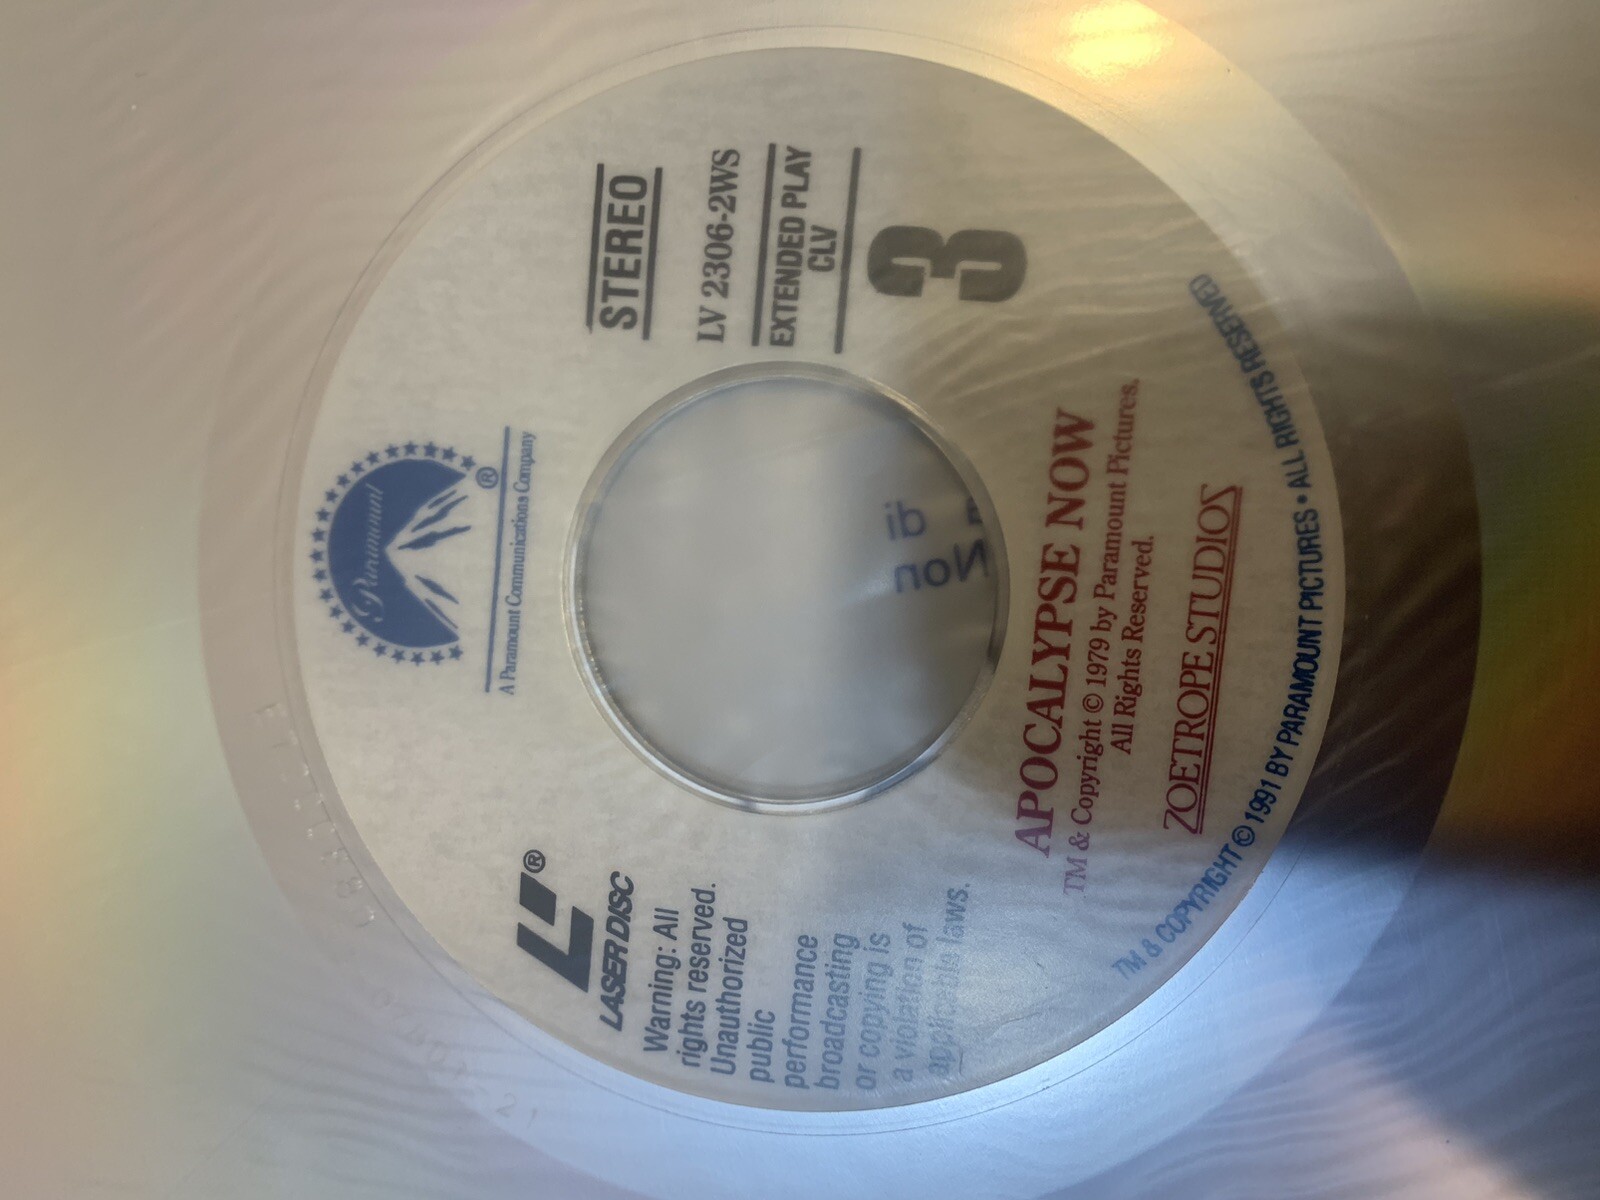 Paramount
®
A Paramount Communications Company
L®
LASER DISC
Warning: All
rights reserved.
Unauthorized
public
performance
broadcasting
or copying is
a violation of
applicable laws.
STEREO
LV 2306-2WS
EXTENDED PLAY
CLV
3
APOCALYPSE NOW
TM & Copyright © 1979 by Paramount Pictures.
All Rights Reserved.
ZOETROPE STUDIOS
TM & COPYRIGHT © 1991 BY PARAMOUNT PICTURES • ALL RIGHTS RESERVED